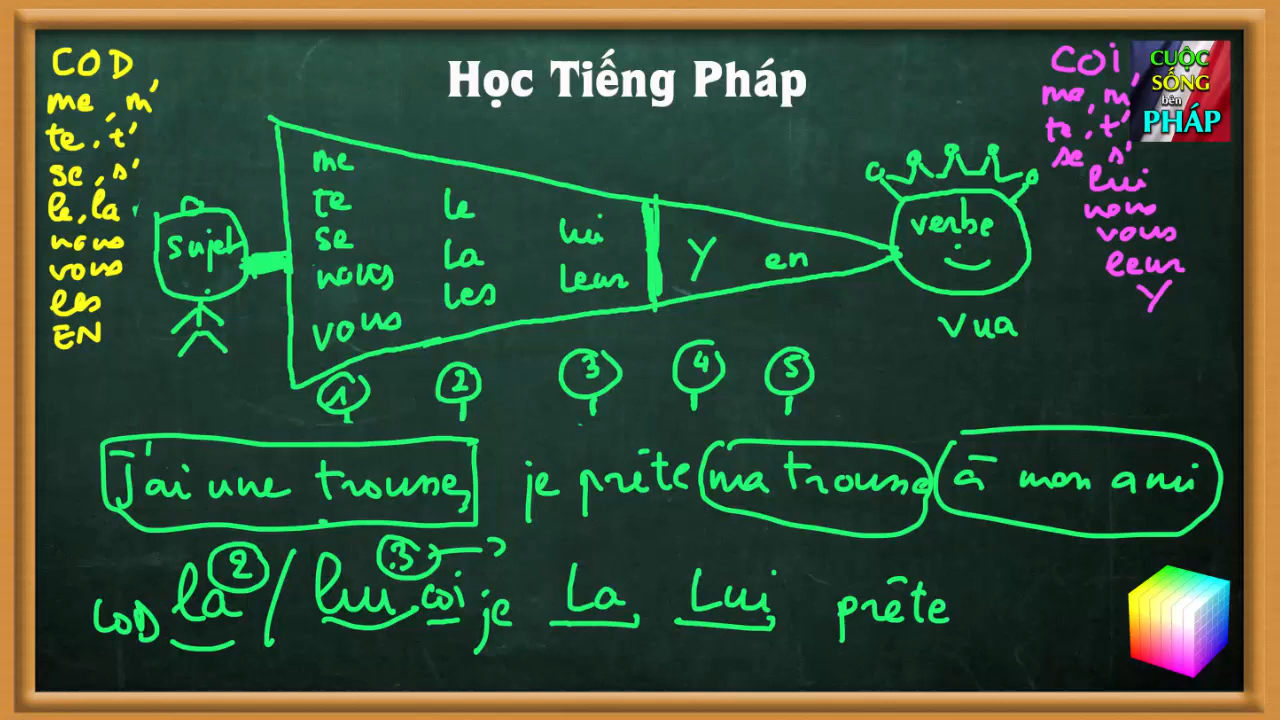 Học Tiếng Pháp
CUỘC
SỐNG
bên
PHÁP
COD
me, m'
te, t'
se, s'
le, la
nous
vous
les
EN
COi
me, m'
te, t'
se s'
lui
nous
vous
leur
Y
sujet
me
te
se
nous
vous
le
la
les
lui
leur
Y en
verbe
vua
1 2 3 4 5
J'ai une trousse, je prête ma trousse à mon ami
COD la 2 / lui 3 coi je La Lui prête